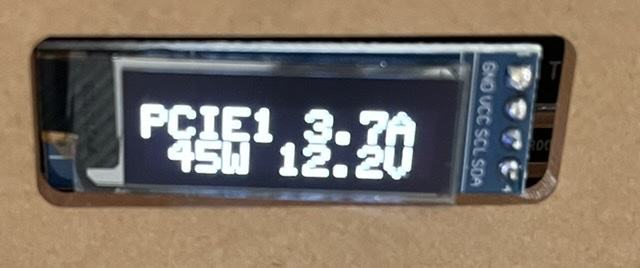 PCIE1 3.7A
45W 12.2V
GND VCC SCL SDA